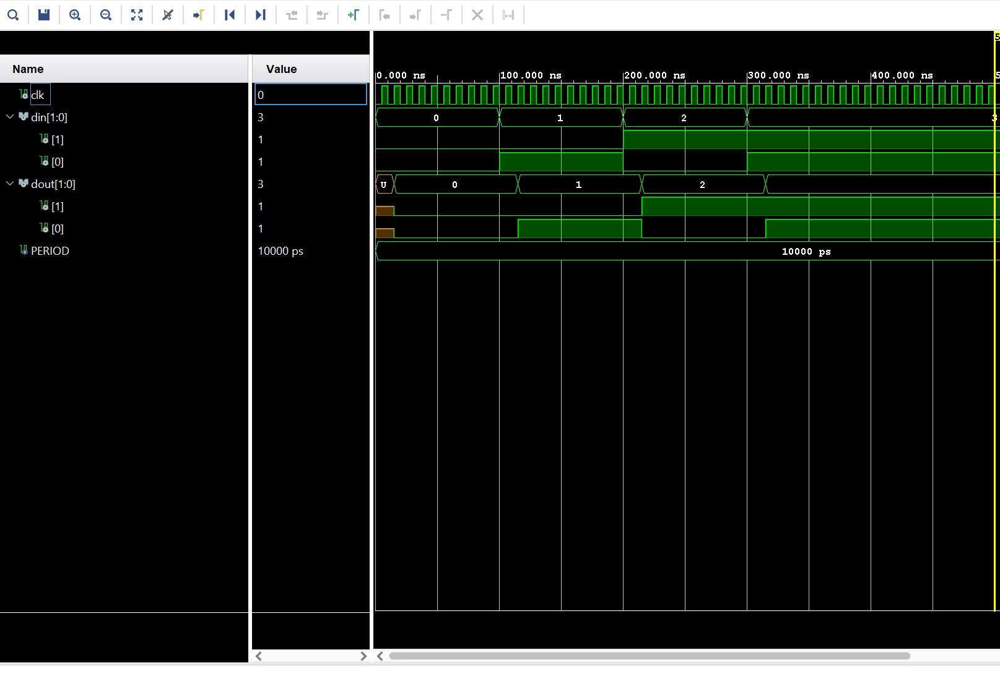 5
Name Value
0.000 ns 100.000 ns 200.000 ns 300.000 ns 400.000 ns 5
clk 0
din[1:0] 3 0 1 2 3
[1] 1
[0] 1
dout[1:0] 3 U 0 1 2
[1] 1
[0] 1
PERIOD 10000 ps 10000 ps